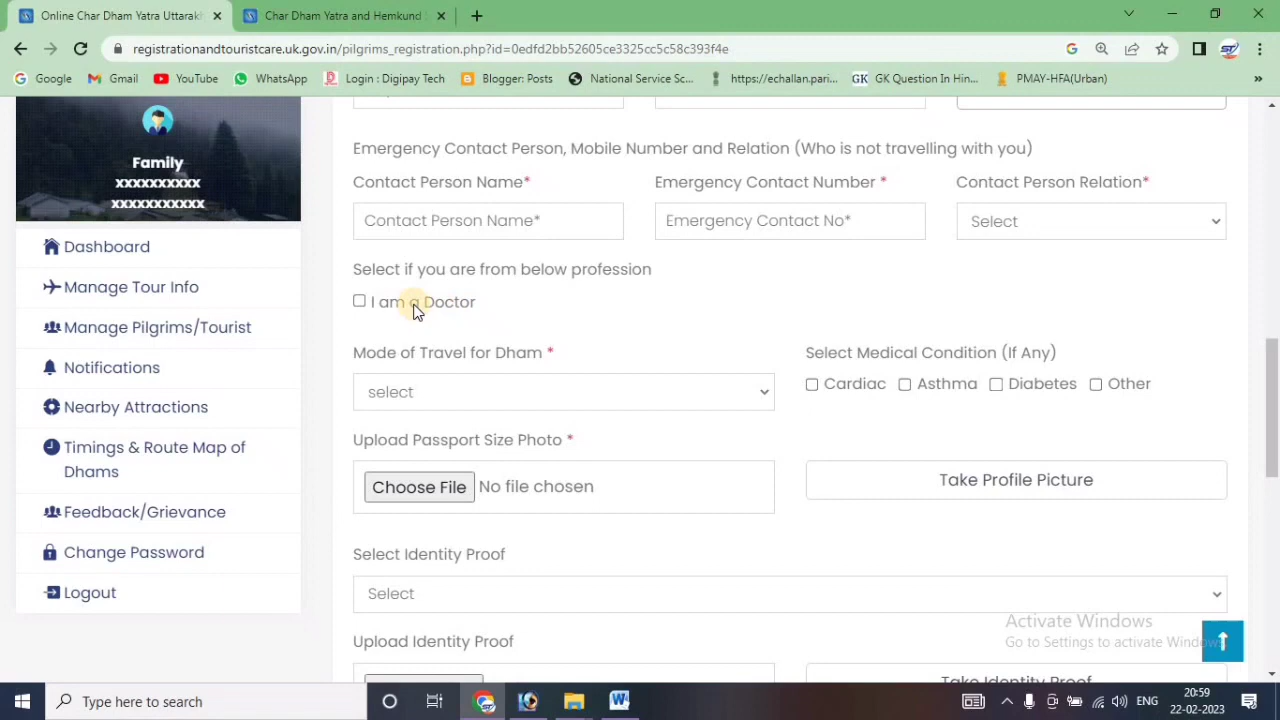 Online Char Dham Yatra Uttarakh
Char Dham Yatra and Hemkund
registrationandtouristcare.uk.gov.in/pilgrims_registration.php?id=0edfd2bb52605ce3325cc5c58c393f4e
Google
Gmail
YouTube
WhatsApp
Login : Digipay Tech
Blogger: Posts
National Service Sc...
https://echallan.pari...
GK Question In Hin...
PMAY-HFA(Urban)
»
Family
xxxxxxxxxx
xxxxxxxxxxx
Dashboard
Manage Tour Info
Manage Pilgrims/Tourist
Notifications
Nearby Attractions
Timings & Route Map of
Dhams
Feedback/Grievance
Change Password
Logout
Emergency Contact Person, Mobile Number and Relation (Who is not travelling with you)
Contact Person Name*
Emergency Contact Number *
Contact Person Relation*
Contact Person Name*
Emergency Contact No*
Select
Select if you are from below profession
I am a Doctor
Mode of Travel for Dham *
Select Medical Condition (If Any)
select
Cardiac
Asthma
Diabetes
Other
Upload Passport Size Photo *
Choose File No file chosen
Take Profile Picture
Select Identity Proof
Select
Upload Identity Proof
Take Identity Proof
Activate Windows
Go to Settings to activate Windows.
Type here to search
ENG
20:59
22-02-2023